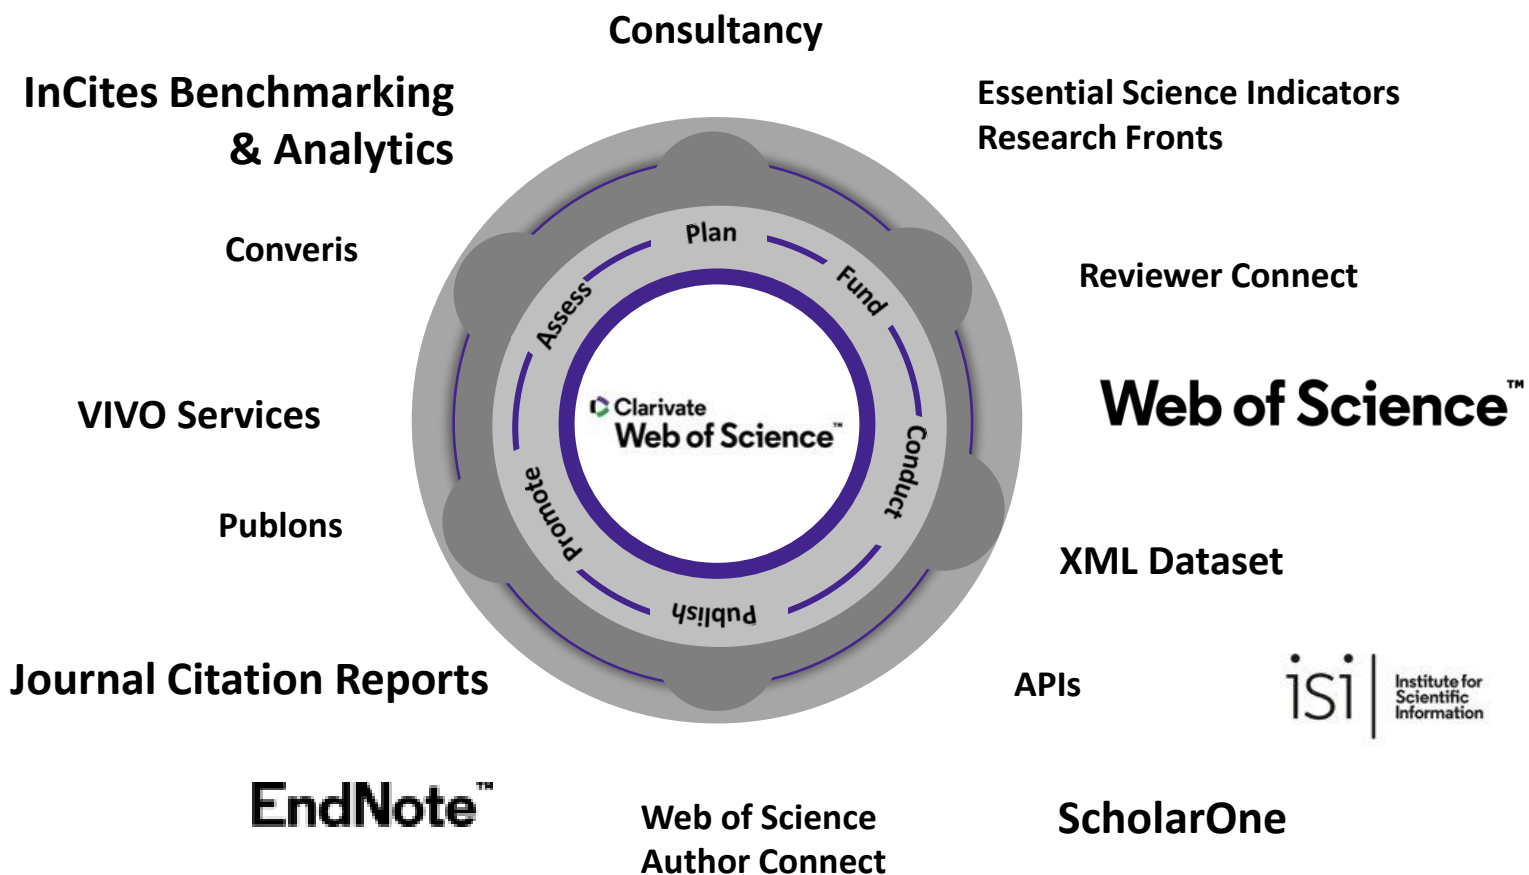 Consultancy
InCites Benchmarking
& Analytics
Essential Science Indicators
Research Fronts
Converis
Reviewer Connect
Plan
Fund
Assess
VIVO Services
Clarivate
Web of Science™
Web of Science™
Conduct
Promote
Publons
XML Dataset
Publish
Journal Citation Reports
APIs
isi
Institute for
Scientific
Information
EndNote™
Web of Science
Author Connect
ScholarOne